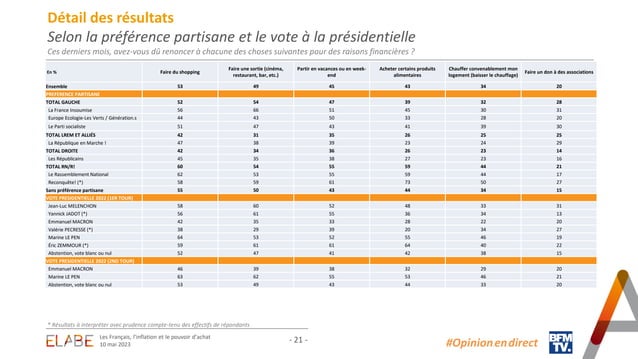 Détail des résultats
Selon la préférence partisane et le vote à la présidentielle
Ces derniers mois, avez-vous dû renoncer à chacune des choses suivantes pour des raisons financières ?
En % Faire du shopping Faire une sortie (cinéma, restaurant, bar, etc.) Partir en vacances ou en week-end Acheter certains produits alimentaires Chauffer convenablement mon logement (baisser le chauffage) Faire un don à des associations
Ensemble 53 49 45 43 34 20
PREFERENCE PARTISANE
TOTAL GAUCHE 52 54 47 39 32 28
La France Insoumise 56 66 51 45 30 31
Europe Ecologie-Les Verts / Génération.s 44 43 50 33 28 20
Le Parti socialiste 51 47 43 41 39 30
TOTAL LREM ET ALLIÉS 42 31 35 26 25 25
La République en Marche ! 47 38 39 23 24 29
TOTAL DROITE 42 34 36 26 23 14
Les Républicains 45 35 38 27 23 16
TOTAL RN/R! 60 54 55 59 44 21
Le Rassemblement National 62 53 55 59 44 17
Reconquête! (*) 58 59 61 73 50 27
Sans préférence partisane 55 50 43 44 34 15
VOTE PRESIDENTIELLE 2022 (1ER TOUR)
Jean-Luc MELENCHON 58 60 52 48 33 31
Yannick JADOT (*) 56 61 55 36 34 13
Emmanuel MACRON 42 35 33 28 22 20
Valérie PECRESSE (*) 38 29 39 20 34 27
Marine LE PEN 64 53 52 55 46 19
Éric ZEMMOUR (*) 59 61 61 64 40 22
Abstention, vote blanc ou nul 52 47 41 42 38 15
VOTE PRESIDENTIELLE 2022 (2ND TOUR)
Emmanuel MACRON 46 39 38 32 29 20
Marine LE PEN 63 62 55 53 46 21
Abstention, vote blanc ou nul 53 49 43 44 33 20
* Résultats à interpréter avec prudence compte-tenu des effectifs de répondants
ELABE
Les Français, l'inflation et le pouvoir d'achat
10 mai 2023
- 21 -
#Opinion en direct
BFM
TV.